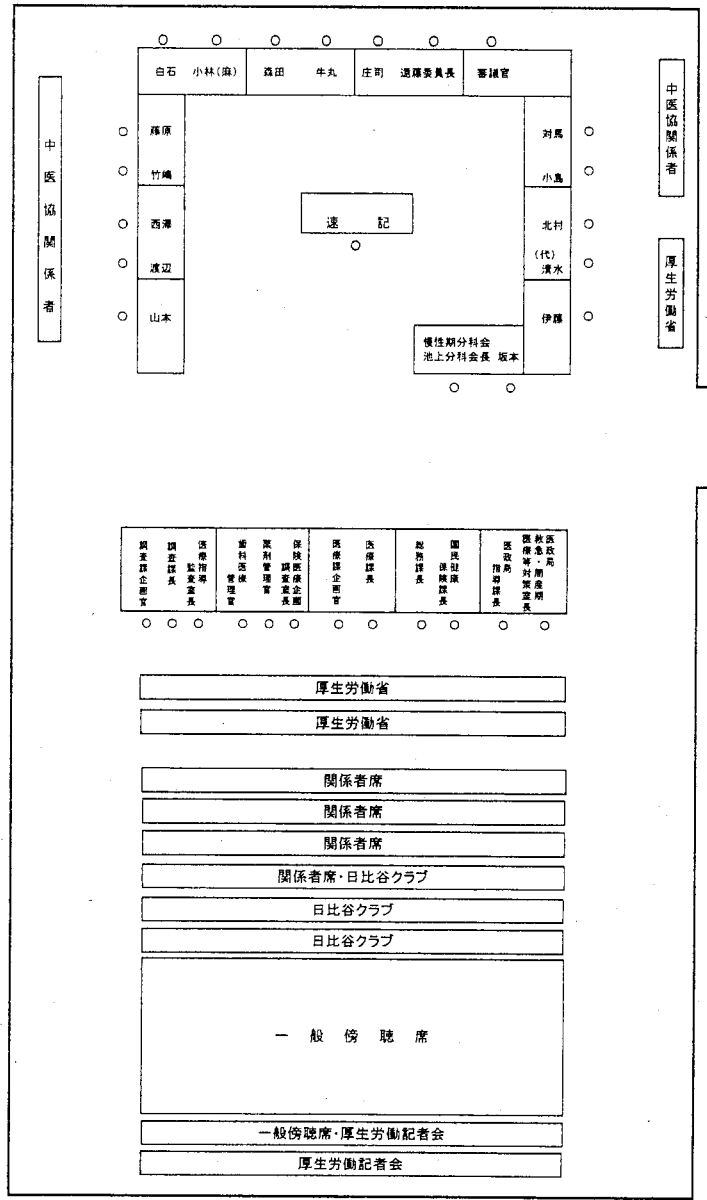 白石 小林(麻) 森田 牛丸 庄司 遠藤委員長 審議官
中医協関係者
藤原
竹嶋
西澤
渡辺
山本
速 記
対馬
小島
北村
(代)
清水
伊藤
中医協関係者
厚生労働省
慢性期分科会
池上分科会長 坂本
調査課企画官
調査課長
医療指導
監査室長
歯科医療
管理官
薬剤管理官
保険医療企画
調査室長
医療課企画官
医療課長
総務課長
国民健康
保険課長
医政局
指導課長
医政局
救急・周産期
医療等対策室長
厚生労働省
厚生労働省
関係者席
関係者席
関係者席
関係者席・日比谷クラブ
日比谷クラブ
日比谷クラブ
一 般 傍 聴 席
一般傍聴席・厚生労働記者会
厚生労働記者会